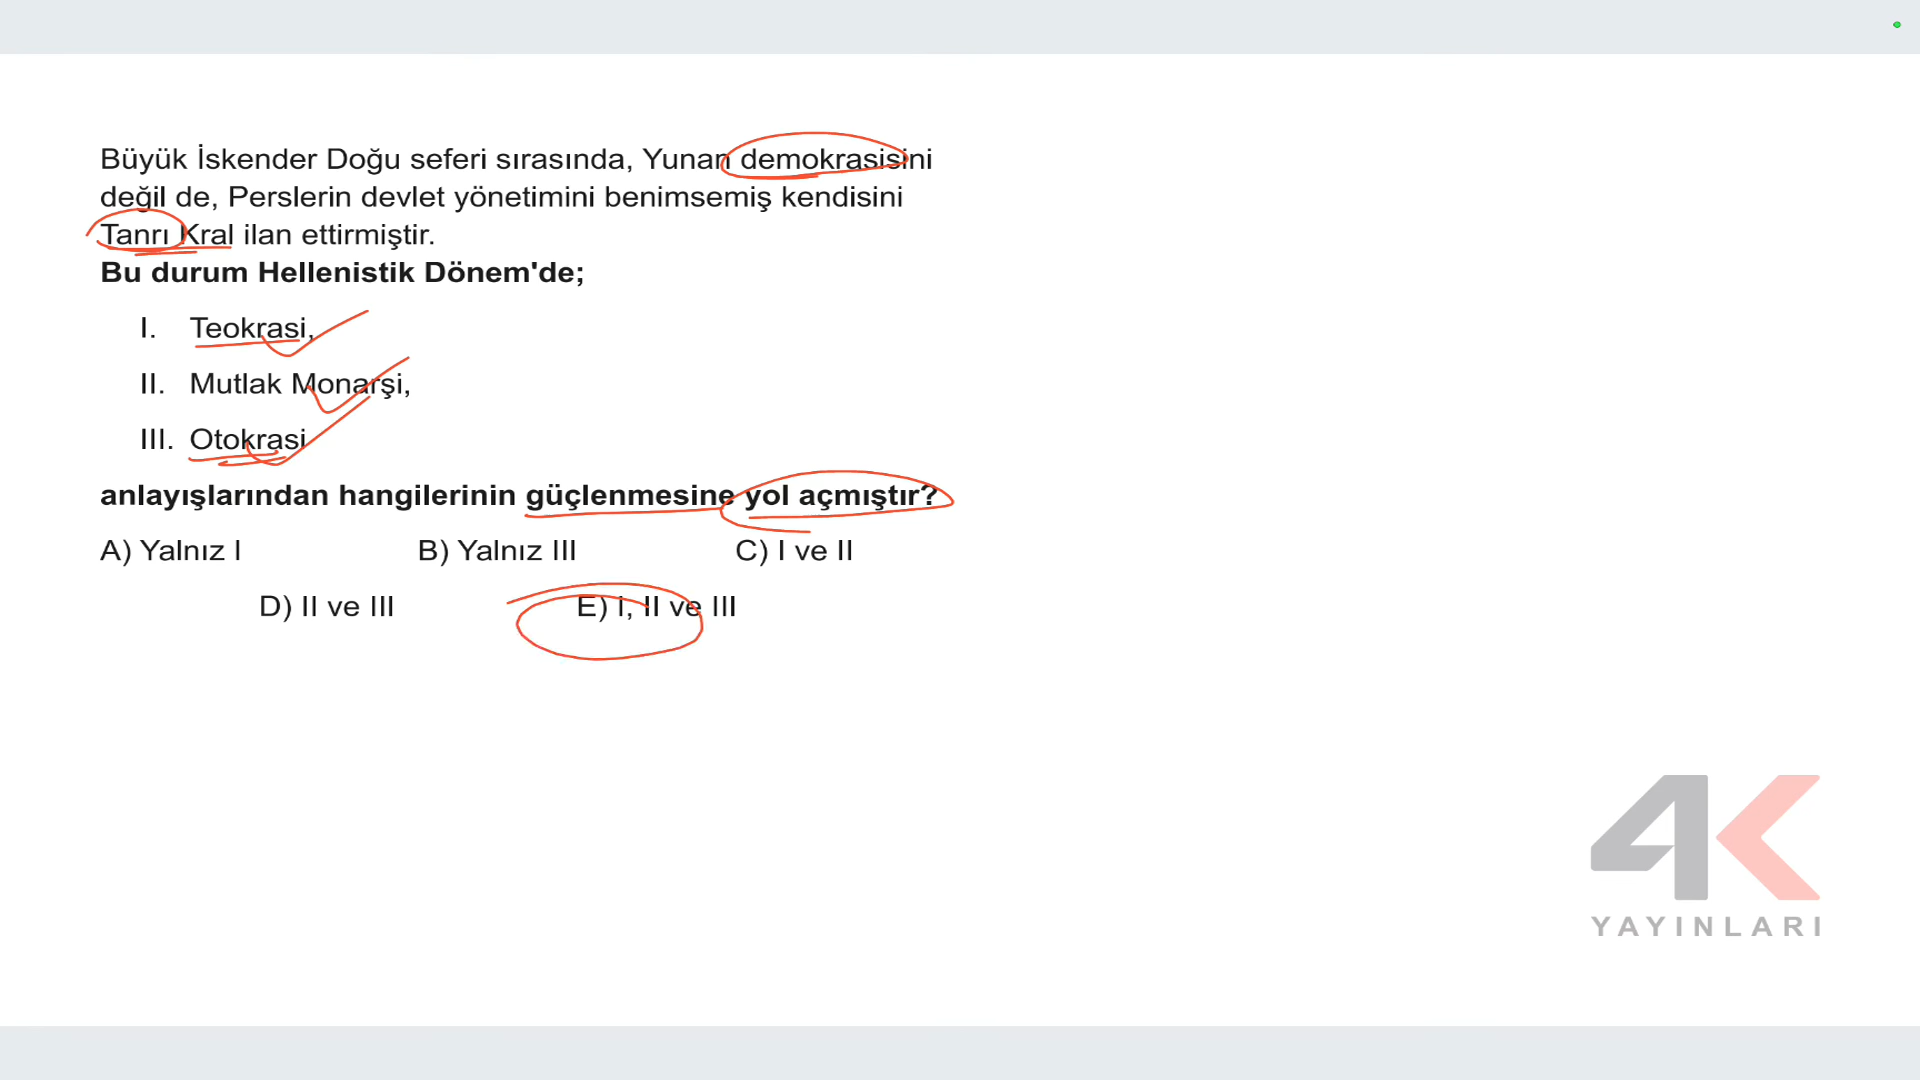 Büyük İskender Doğu seferi sırasında, Yunan demokrasisini
değil de, Perslerin devlet yönetimini benimsemiş kendisini
Tanrı Kral ilan ettirmiştir.
Bu durum Hellenistik Dönem'de;
I. Teokrasi,
II. Mutlak Monarşi,
III. Otokrasi
anlayışlarından hangilerinin güçlenmesine yol açmıştır?
A) Yalnız I B) Yalnız III C) I ve II
D) II ve III E) I, II ve III
4K
YAYINLARI